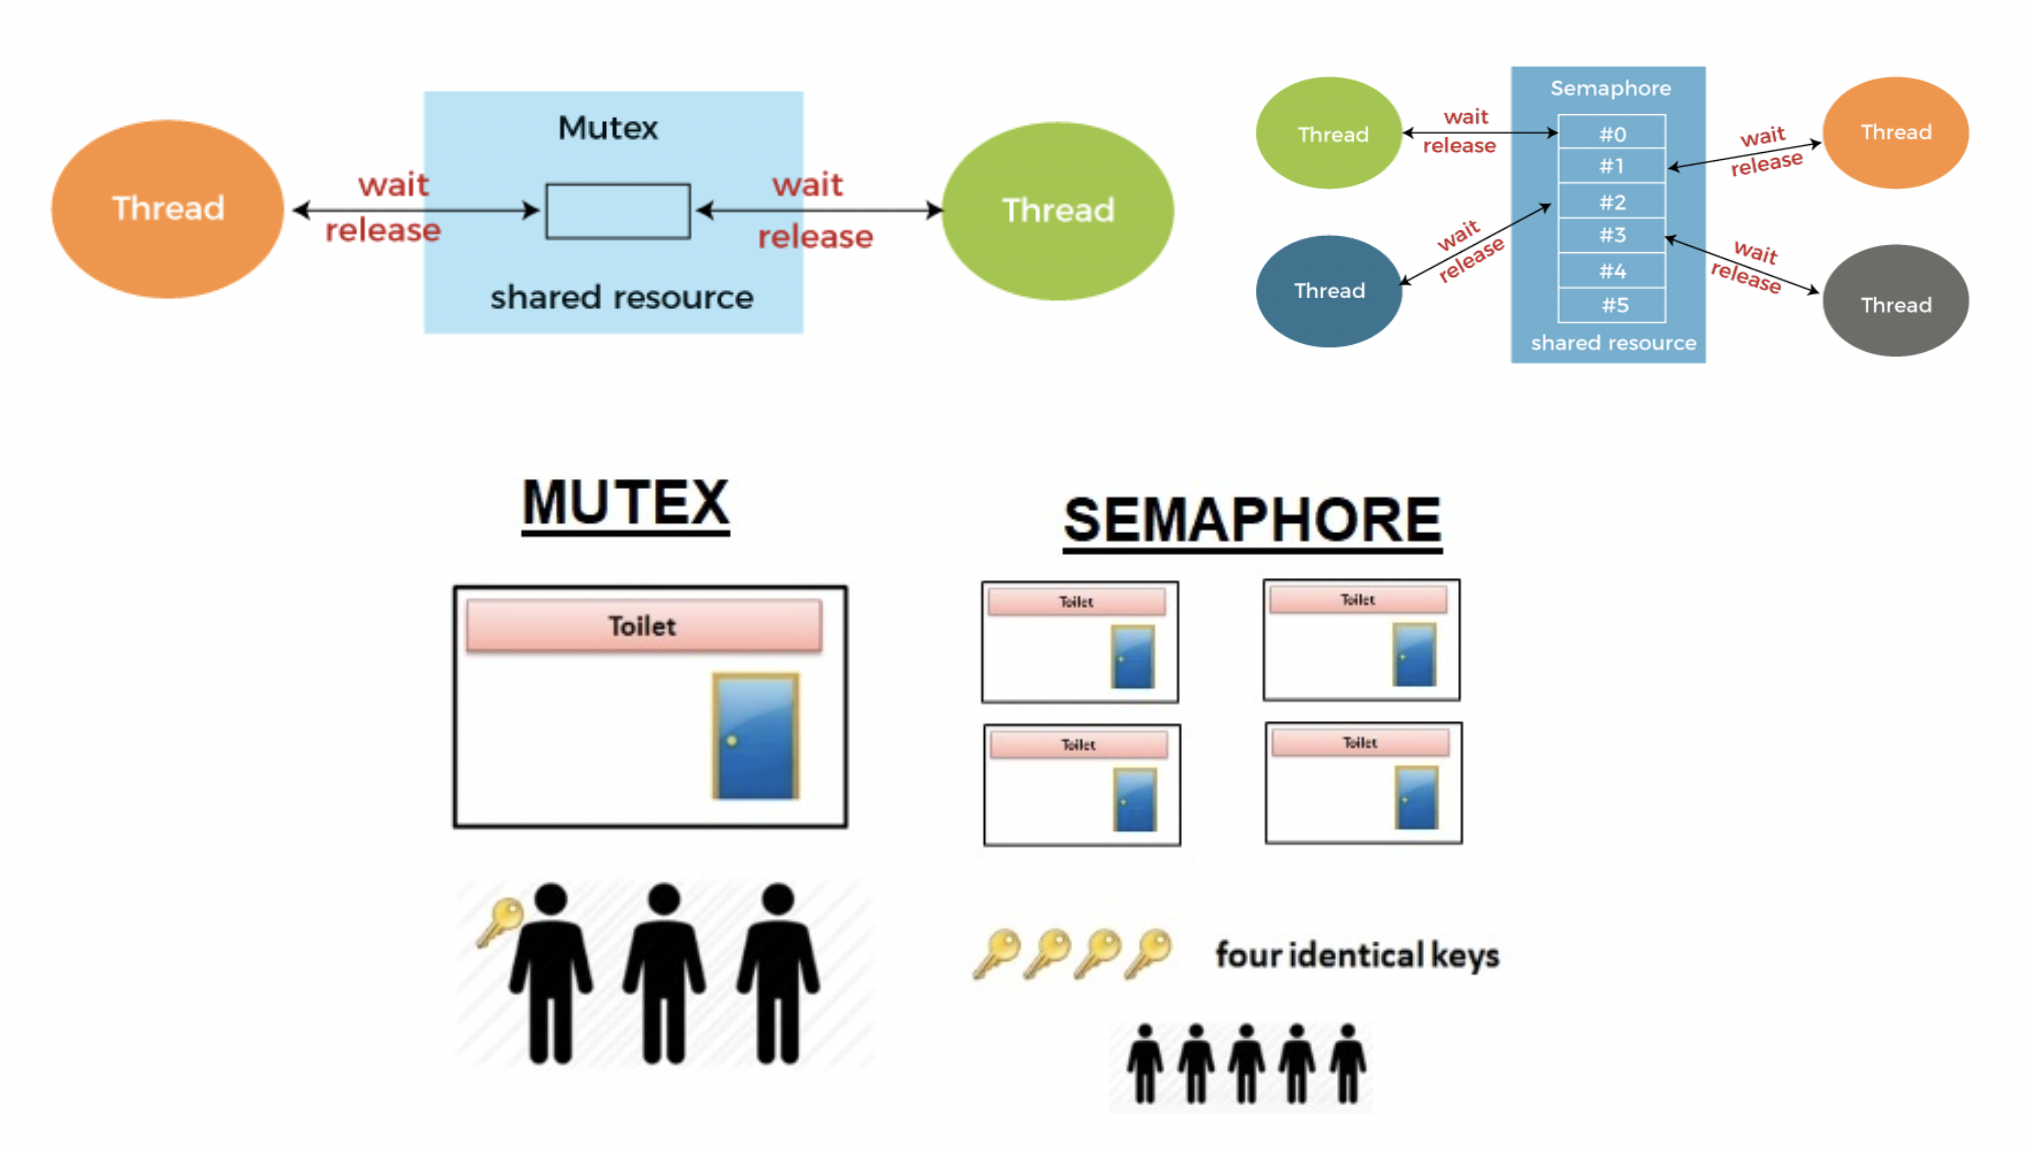 Mutex
Thread
wait
release
wait
release
Thread
shared resource
Semaphore
Thread
wait
release
#0
#1
#2
#3
#4
#5
wait
release
Thread
Thread
wait
release
wait
release
Thread
shared resource
MUTEX
SEMAPHORE
Toilet
Toilet
Toilet
Toilet
Toilet
four identical keys